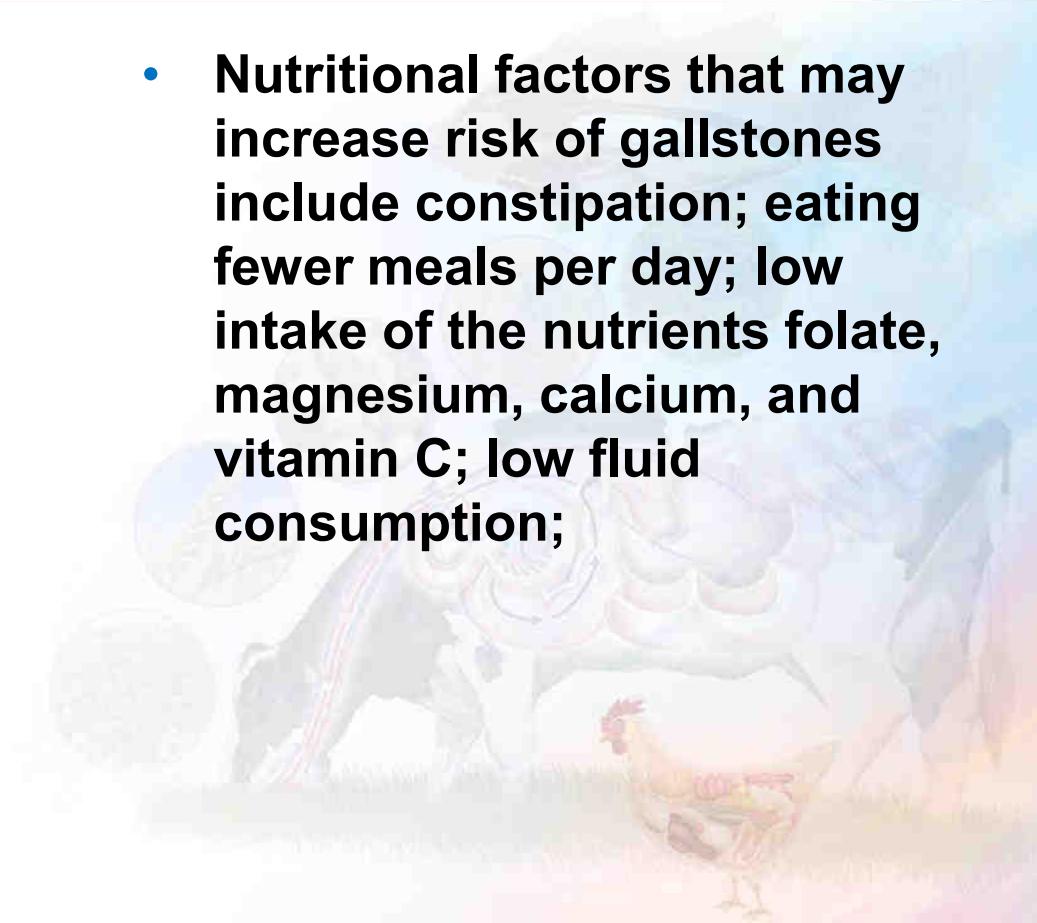 • Nutritional factors that may
increase risk of gallstones
include constipation; eating
fewer meals per day; low
intake of the nutrients folate,
magnesium, calcium, and
vitamin C; low fluid
consumption;